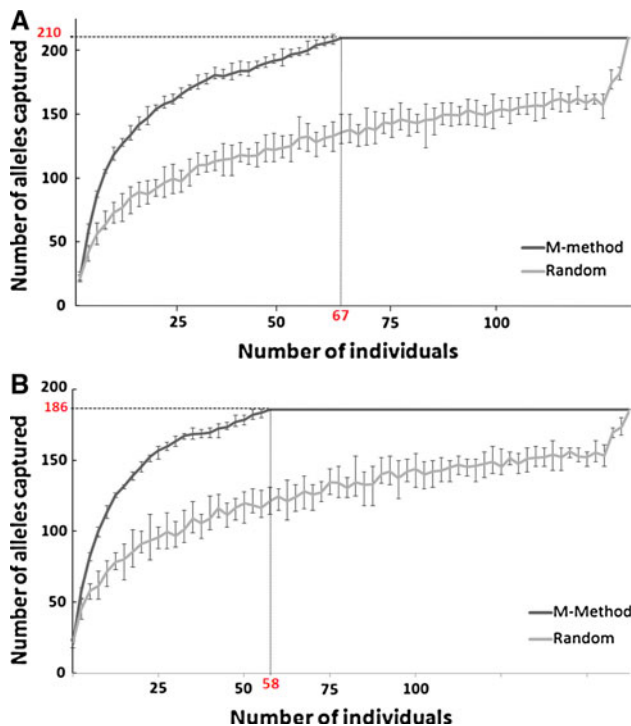 A
210
200
150
100
50
0
Number of alleles captured
M-method
Random
25
50
67
75
100
Number of individuals
B
200
186
150
100
50
0
Number of alleles captured
M-Method
Random
25
50
58
75
100
Number of individuals